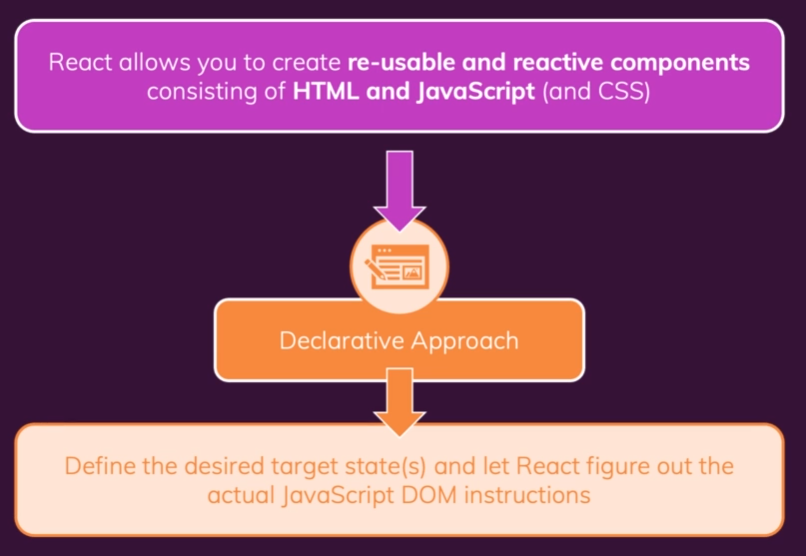 React allows you to create re-usable and reactive components
consisting of HTML and JavaScript (and CSS)
Declarative Approach
Define the desired target state(s) and let React figure out the
actual JavaScript DOM instructions